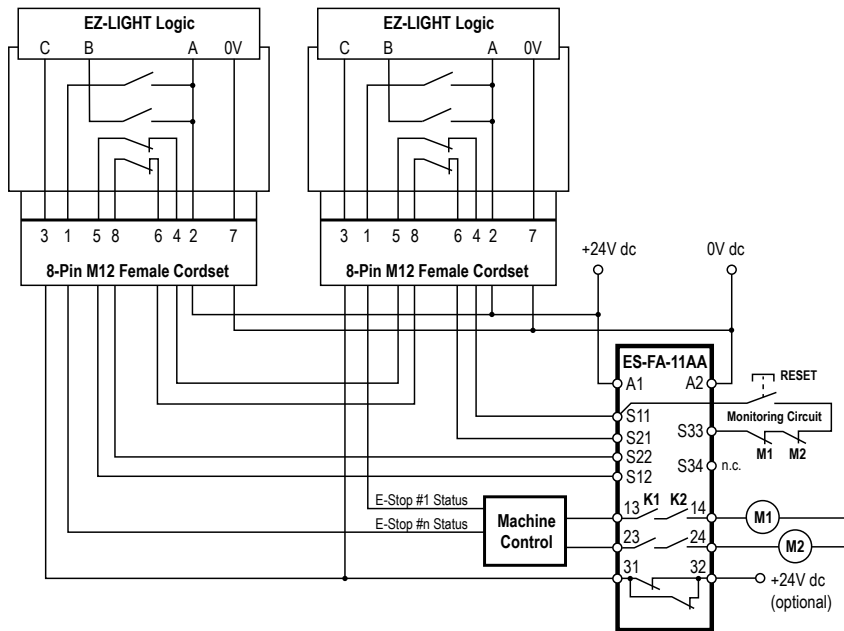 EZ-LIGHT Logic
C B A 0V
3 1 5 8 6 4 2 7
8-Pin M12 Female Cordset
EZ-LIGHT Logic
C B A 0V
3 1 5 8 6 4 2 7
8-Pin M12 Female Cordset
+24V dc
0V dc
ES-FA-11AA
A1 A2
RESET
Monitoring Circuit
S11
S21
S33
M1 M2
S22
S34 n.c.
S12
E-Stop #1 Status
E-Stop #n Status
Machine
Control
13 K1 K2 14
M1
23 24
M2
31 32
+24V dc
(optional)